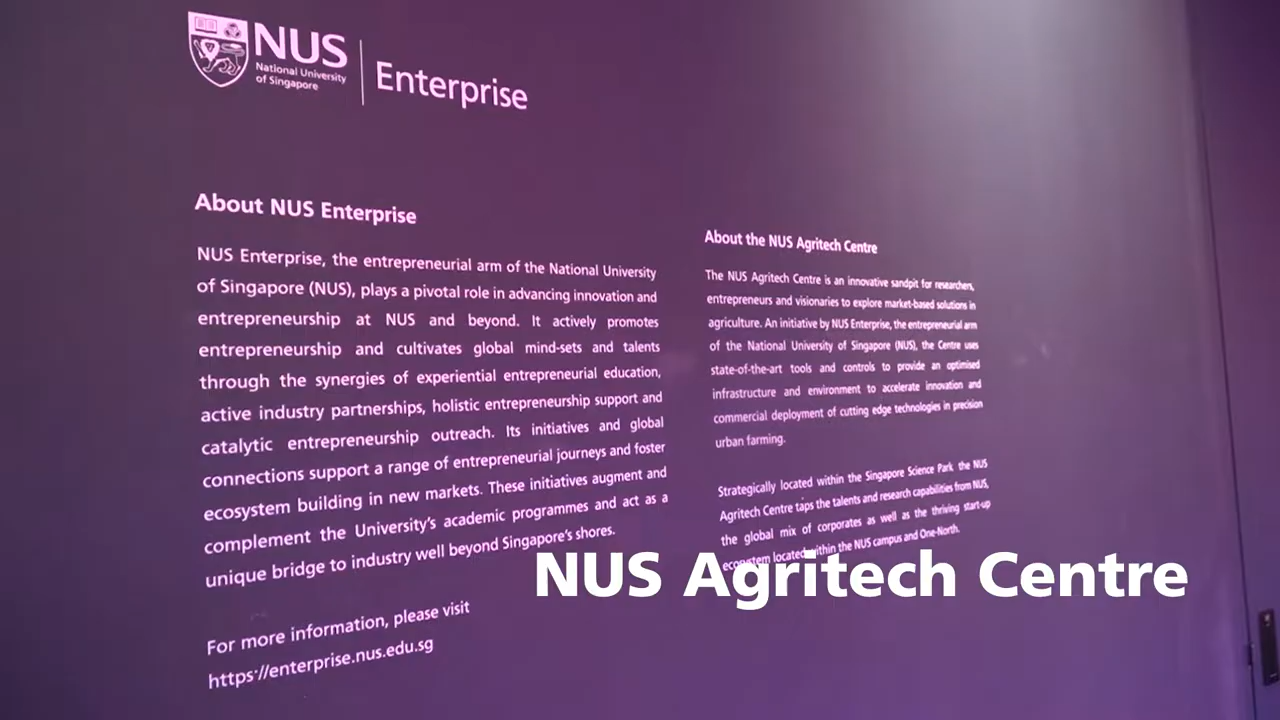 NUS
National University
of Singapore
Enterprise
About NUS Enterprise
NUS Enterprise, the entrepreneurial arm of the National University
of Singapore (NUS), plays a pivotal role in advancing innovation and
entrepreneurship at NUS and beyond. It actively promotes
entrepreneurship and cultivates global mind-sets and talents
through the synergies of experiential entrepreneurial education,
active industry partnerships, holistic entrepreneurship support and
catalytic entrepreneurship outreach. Its initiatives and global
connections support a range of entrepreneurial journeys and foster
ecosystem building in new markets. These initiatives augment and
complement the University's academic programmes and act as a
unique bridge to industry well beyond Singapore's shores.
For more information, please visit
https://enterprise.nus.edu.sg
About the NUS Agritech Centre
The NUS Agritech Centre is an innovative sandpit for researchers,
entrepreneurs and visionaries to explore market-based solutions in
agriculture. An initiative by NUS Enterprise, the entrepreneurial arm
of the National University of Singapore (NUS), the Centre uses
state-of-the-art tools and controls to provide an optimised
infrastructure and environment to accelerate innovation and
commercial deployment of cutting edge technologies in precision
urban farming.
Strategically located within the Singapore Science Park the NUS
Agritech Centre taps the talents and research capabilities from NUS,
the global mix of corporates as well as the thriving start-up
ecosystem located within the NUS campus and One-North.
NUS Agritech Centre